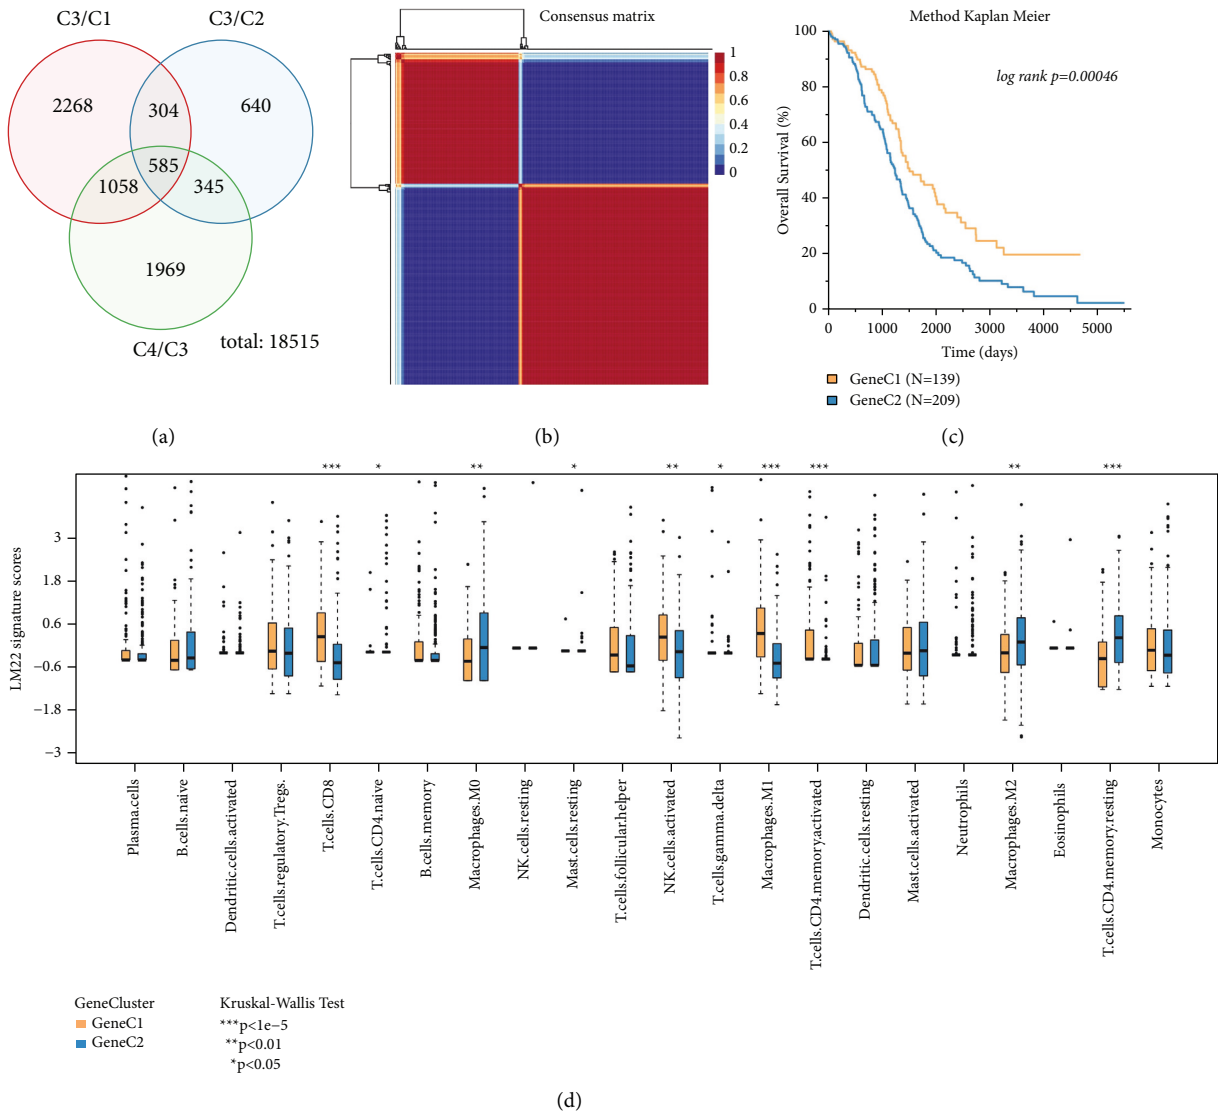 C3/C1
C3/C2
2268
304
640
585
1058
345
1969
C4/C3
total: 18515
(a)
Consensus matrix
1
0.8
0.6
0.4
0.2
0
(b)
Method Kaplan Meier
log rank p=0.00046
Overall Survival (%)
100
80
60
40
20
0
0
1000
2000
3000
4000
5000
Time (days)
GeneC1 (N=139)
GeneC2 (N=209)
(c)
***
*
**
*
**
*
***
***
**
***
LM22 signature scores
3
1.8
0.6
−0.6
−1.8
−3
Plasma.cells
B.cells.naive
Dendritic.cells.activated
T.cells.regulatory.Tregs.
T.cells.CD8
T.cells.CD4.naive
B.cells.memory
Macrophages.M0
NK.cells.resting
Mast.cells.resting
T.cells.follicular.helper
NK.cells.activated
T.cells.gamma.delta
Macrophages.M1
T.cells.CD4.memory.activated
Dendritic.cells.resting
Mast.cells.activated
Neutrophils
Macrophages.M2
Eosinophils
T.cells.CD4.memory.resting
Monocytes
GeneCluster
GeneC1
GeneC2
Kruskal-Wallis Test
***p<1e−5
**p<0.01
*p<0.05
(d)